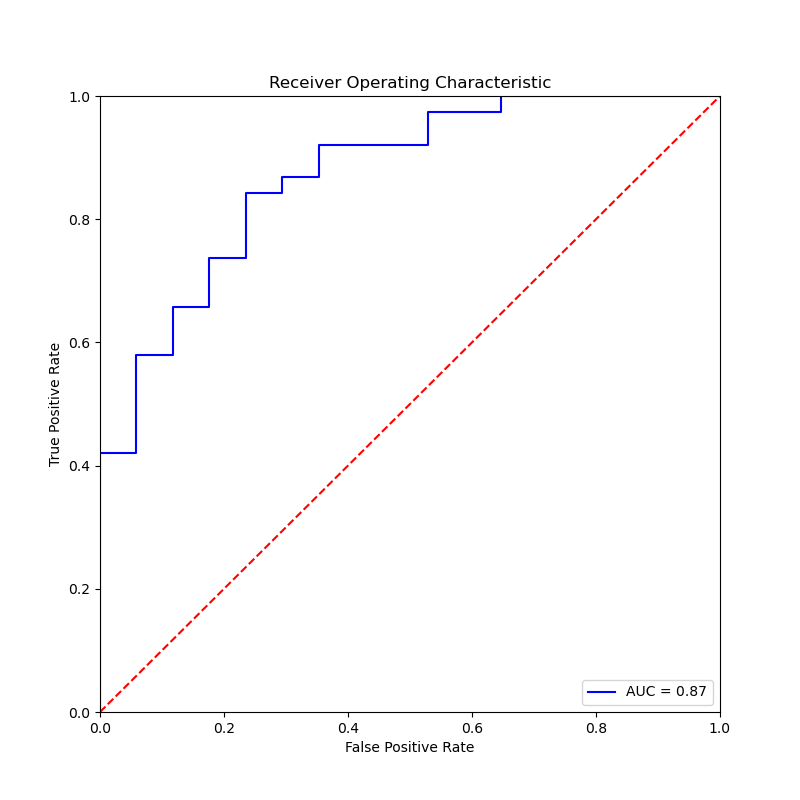 Receiver Operating Characteristic
1.0
0.8
0.6
0.4
0.2
0.0
True Positive Rate
AUC = 0.87
0.0 0.2 0.4 0.6 0.8 1.0
False Positive Rate